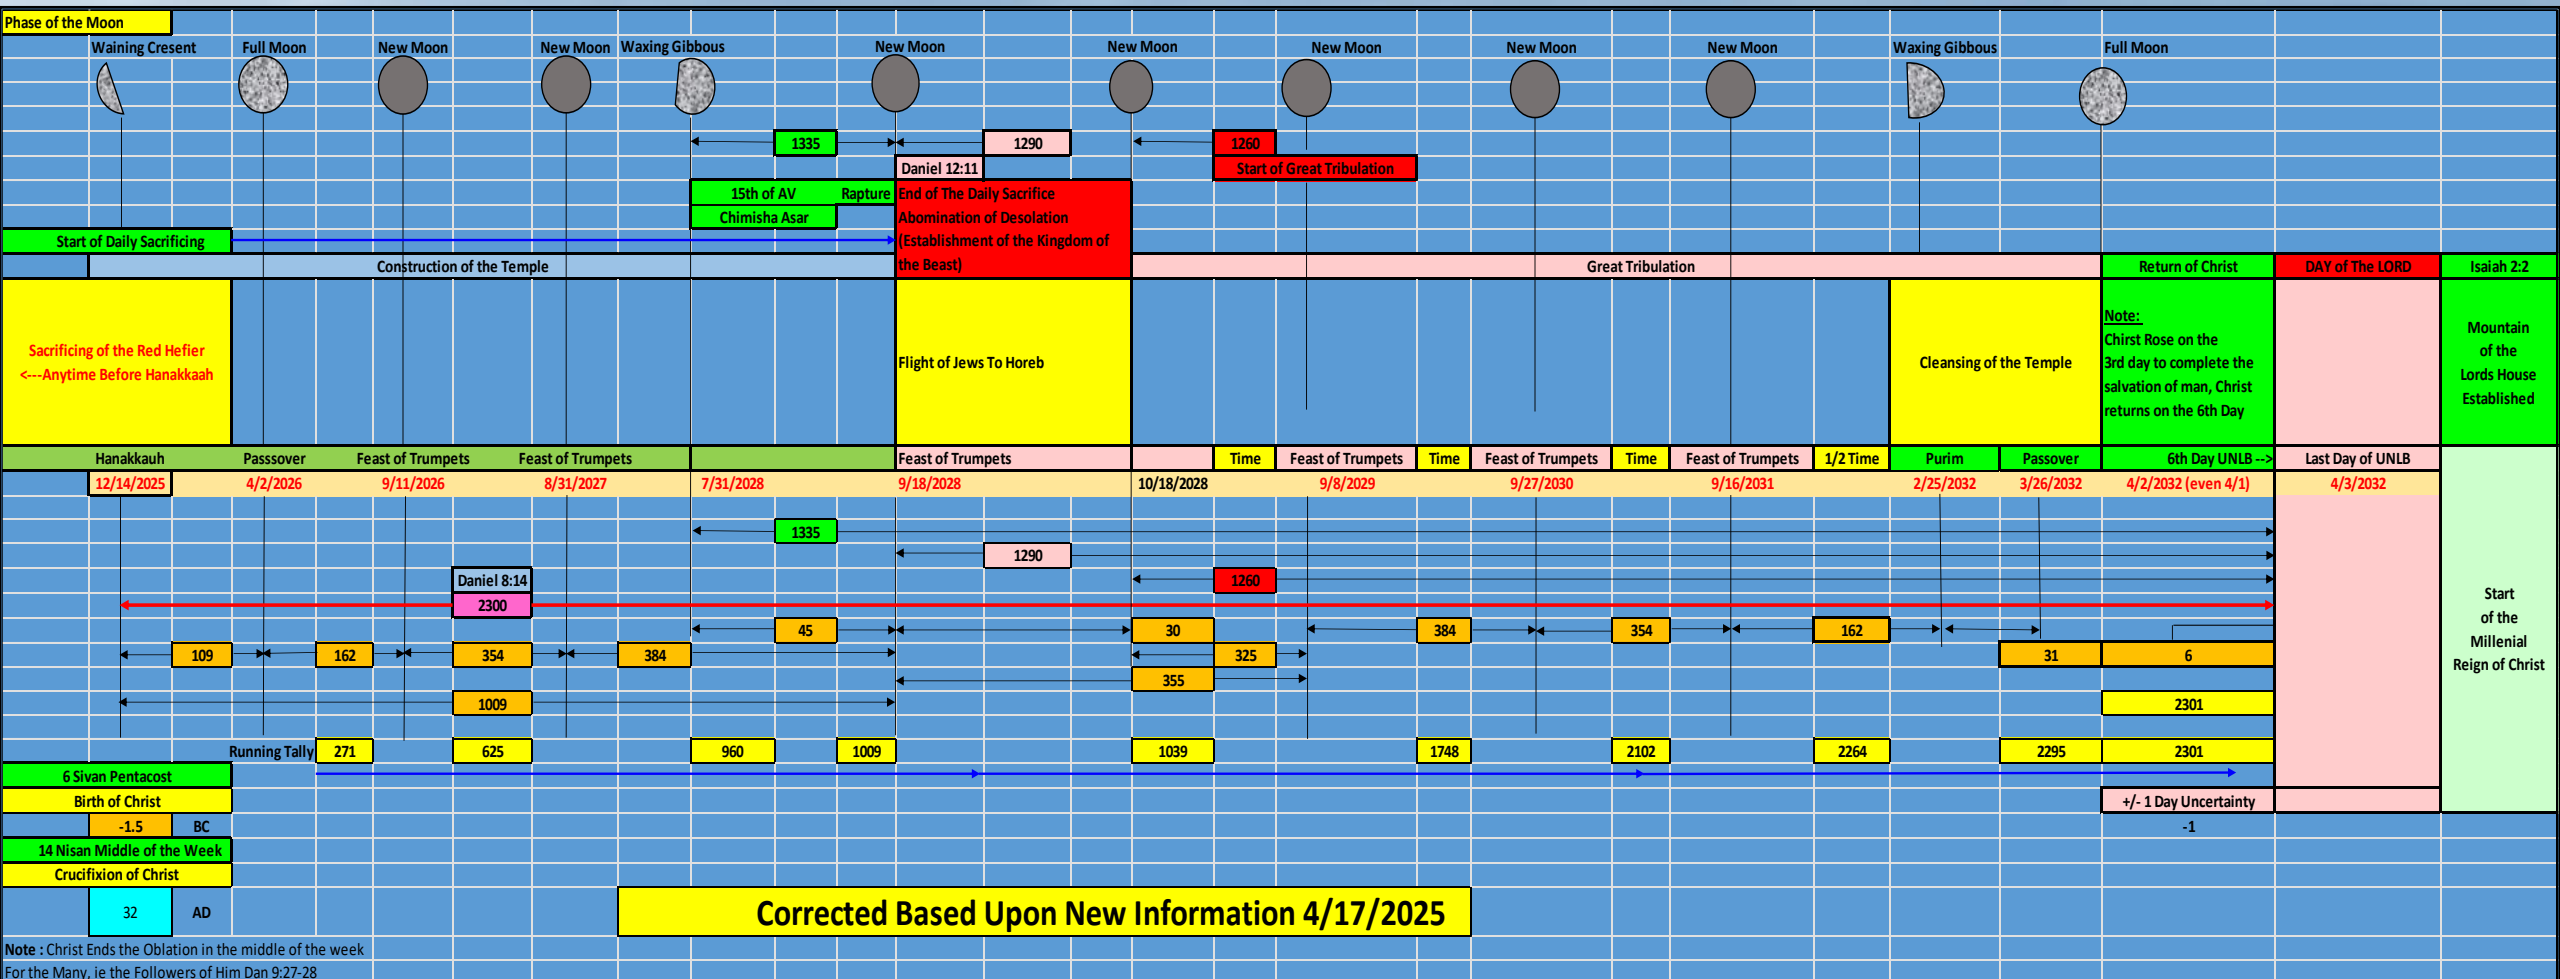 Phase of the Moon
Waining Cresent
Full Moon
New Moon
New Moon
Waxing Gibbous
New Moon
New Moon
New Moon
New Moon
New Moon
Waxing Gibbous
Full Moon
1335
1290
1260
Daniel 12:11
Start of Great Tribulation
15th of AV
Rapture
End of The Daily Sacrifice
Abomination of Desolation
(Establishment of the Kingdom of
the Beast)
Chimisha Asar
Start of Daily Sacrificing
Construction of the Temple
Great Tribulation
Return of Christ
DAY of The LORD
Isaiah 2:2
Sacrificing of the Red Hefier
<---Anytime Before Hanakkaah
Flight of Jews To Horeb
Cleansing of the Temple
Note:
Chirst Rose on the
3rd day to complete the
salvation of man, Christ
returns on the 6th Day
Mountain
of the
Lords House
Established
Hanakkauh
Passsover
Feast of Trumpets
Feast of Trumpets
Feast of Trumpets
Time
Feast of Trumpets
Time
Feast of Trumpets
Time
Feast of Trumpets
1/2 Time
Purim
Passover
6th Day UNLB -->
Last Day of UNLB
12/14/2025
4/2/2026
9/11/2026
8/31/2027
7/31/2028
9/18/2028
10/18/2028
9/8/2029
9/27/2030
9/16/2031
2/25/2032
3/26/2032
4/2/2032 (even 4/1)
4/3/2032
1335
1290
Daniel 8:14
1260
2300
Start
of the
Millenial
Reign of Christ
45
30
384
354
162
109
162
354
384
325
31
6
355
1009
2301
Running Tally
271
625
960
1009
1039
1748
2102
2264
2295
2301
6 Sivan Pentacost
Birth of Christ
+/- 1 Day Uncertainty
-1.5
BC
-1
14 Nisan Middle of the Week
Crucifixion of Christ
32
AD
Corrected Based Upon New Information 4/17/2025
Note : Christ Ends the Oblation in the middle of the week
For the Many, ie the Followers of Him Dan 9:27-28